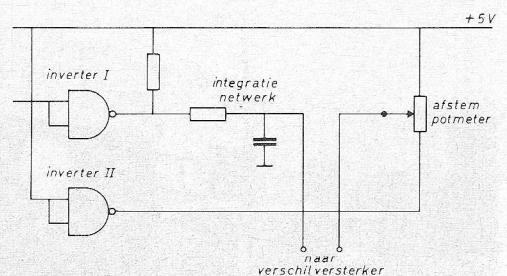 +5V
inverter I
integratie
netwerk
afstem
potmeter
inverter II
naar
verschilversterker